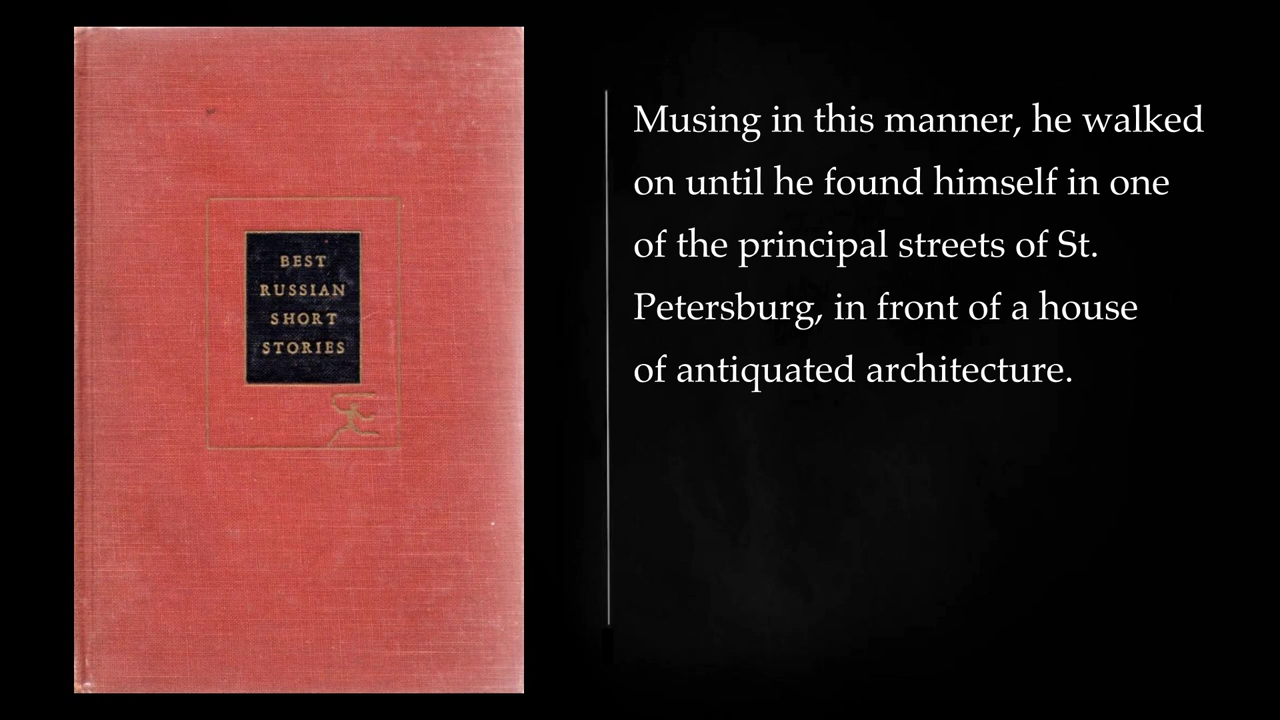 BEST
RUSSIAN
SHORT
STORIES
Musing in this manner, he walked
on until he found himself in one
of the principal streets of St.
Petersburg, in front of a house
of antiquated architecture.